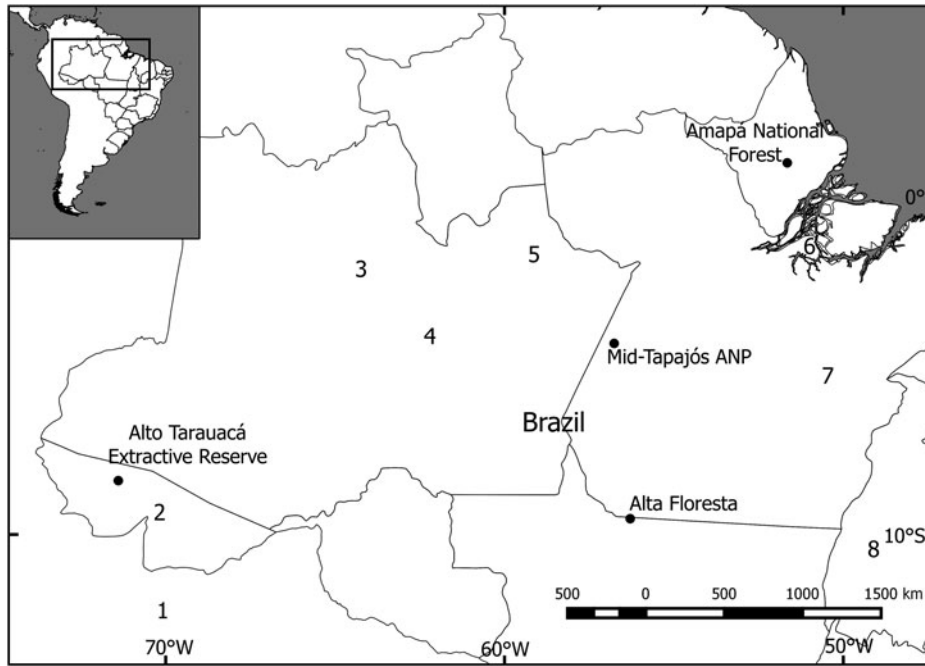 Amapá National
Forest
0°
6
5
3
4
Mid-Tapajós ANP
7
Brazil
Alto Tarauacá
Extractive Reserve
2
Alta Floresta
10°S
8
500 0 500 1000 1500 km
1
70°W
60°W
50°W